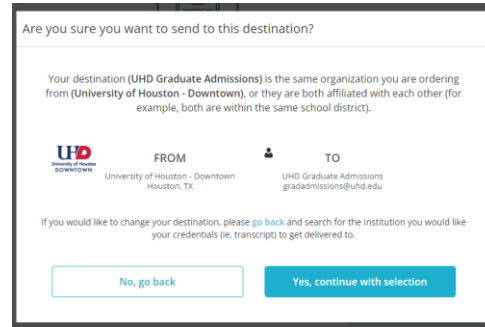 Are you sure you want to send to this destination?
Your destination (UHD Graduate Admissions) is the same organization you are ordering
from (University of Houston - Downtown), or they are both affiliated with each other (for
example, both are within the same school district).
UHD
University of Houston
DOWNTOWN
FROM
University of Houston - Downtown
Houston, TX
TO
UHD Graduate Admissions
gradadmissions@uhd.edu
If you would like to change your destination, please go back and search for the institution you would like
your credentials (ie, transcript) to get delivered to.
No, go back
Yes, continue with selection